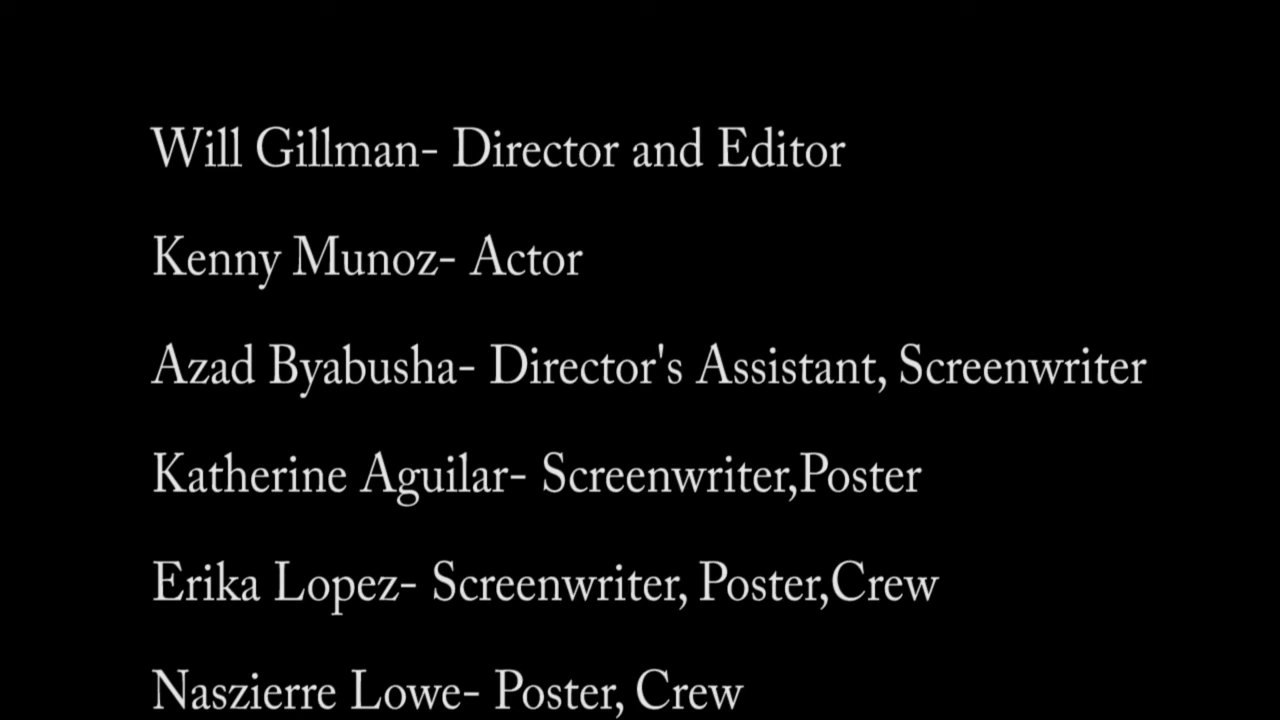 Will Gillman- Director and Editor
Kenny Munoz- Actor
Azad Byabusha- Director's Assistant, Screenwriter
Katherine Aguilar- Screenwriter,Poster
Erika Lopez- Screenwriter, Poster,Crew
Naszierre Lowe- Poster, Crew